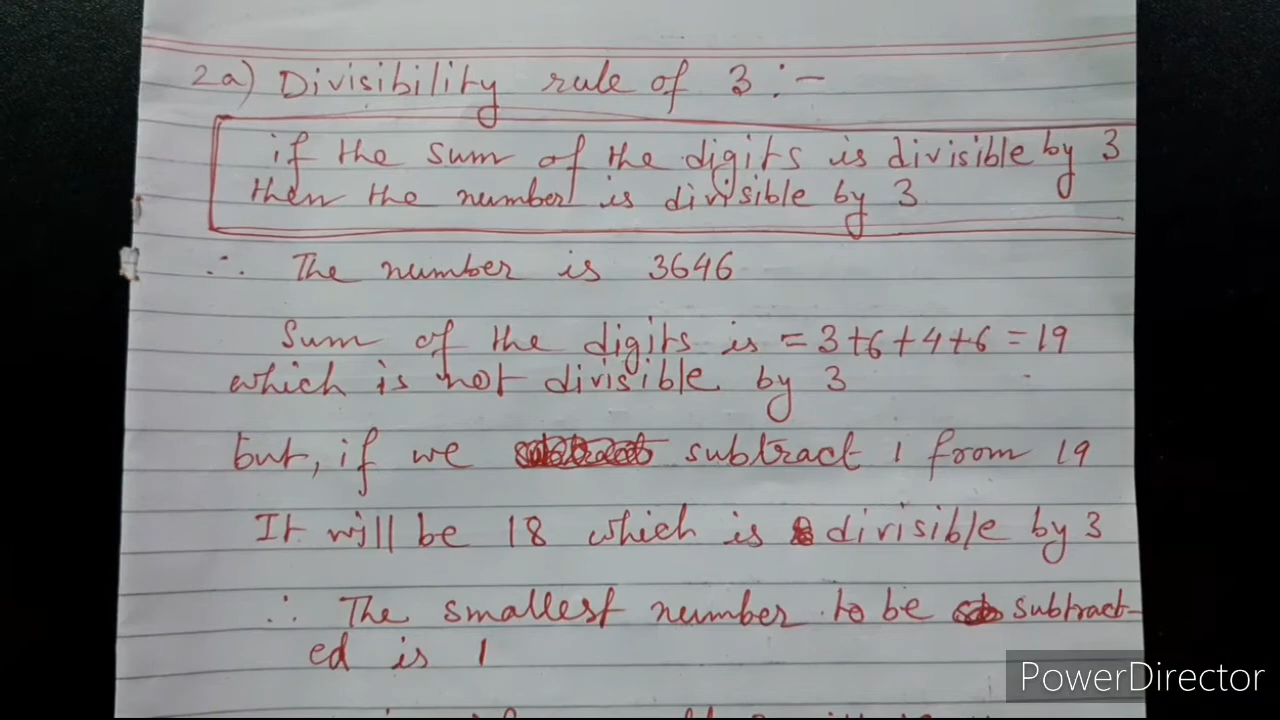 2a) Divisibility rule of 3 :-
if the sum of the digits is divisible by 3
then the number is divisible by 3
∴ The number is 3646
Sum of the digits is = 3+6+4+6 = 19
which is not divisible by 3
but, if we subtract 1 from 19
It will be 18 which is divisible by 3
∴ The smallest number to be subtract-
ed is 1
PowerDirector